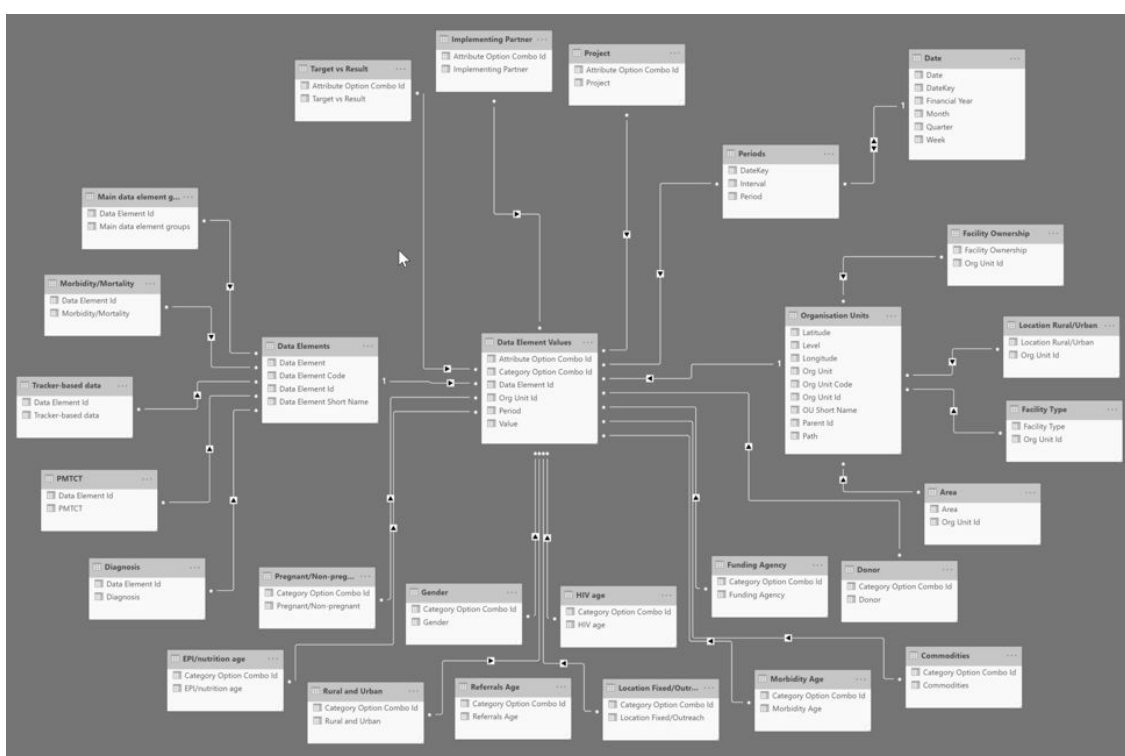 Implementing Partner ...
Attribute Option Combo Id
Implementing Partner
Project ...
Attribute Option Combo Id
Project
Target vs Result ...
Attribute Option Combo Id
Target vs Result
Date ...
Date
DateKey
Financial Year
Month
Quarter
Week
1
Periods ...
DateKey
Interval
Period
Main data element g... ...
Data Element Id
Main data element groups
Facility Ownership ...
Facility Ownership
Org Unit Id
Morbidity/Mortality ...
Data Element Id
Morbidity/Mortality
Data Elements ...
Data Element
Data Element Code
Data Element Id
Data Element Short Name
1
Data Element Values ...
Attribute Option Combo Id
Category Option Combo Id
Data Element Id
Org Unit Id
Period
Value
Organisation Units ...
Latitude
Level
Longitude
Org Unit
Org Unit Code
Org Unit Id
OU Short Name
Parent Id
Path
1
Location Rural/Urban ...
Location Rural/Urban
Org Unit Id
Tracker-based data ...
Data Element Id
Tracker-based data
Facility Type ...
Facility Type
Org Unit Id
PMTCT ...
Data Element Id
PMTCT
Area ...
Area
Org Unit Id
Diagnosis ...
Data Element Id
Diagnosis
Pregnant/Non-preg... ...
Category Option Combo Id
Pregnant/Non-pregnant
Gender ...
Category Option Combo Id
Gender
HIV age ...
Category Option Combo Id
HIV age
Funding Agency ...
Category Option Combo Id
Funding Agency
Donor ...
Category Option Combo Id
Donor
EPI/nutrition age ...
Category Option Combo Id
EPI/nutrition age
Rural and Urban ...
Category Option Combo Id
Rural and Urban
Referrals Age ...
Category Option Combo Id
Referrals Age
Location Fixed/Outr... ...
Category Option Combo Id
Location Fixed/Outreach
Morbidity Age ...
Category Option Combo Id
Morbidity Age
Commodities ...
Category Option Combo Id
Commodities